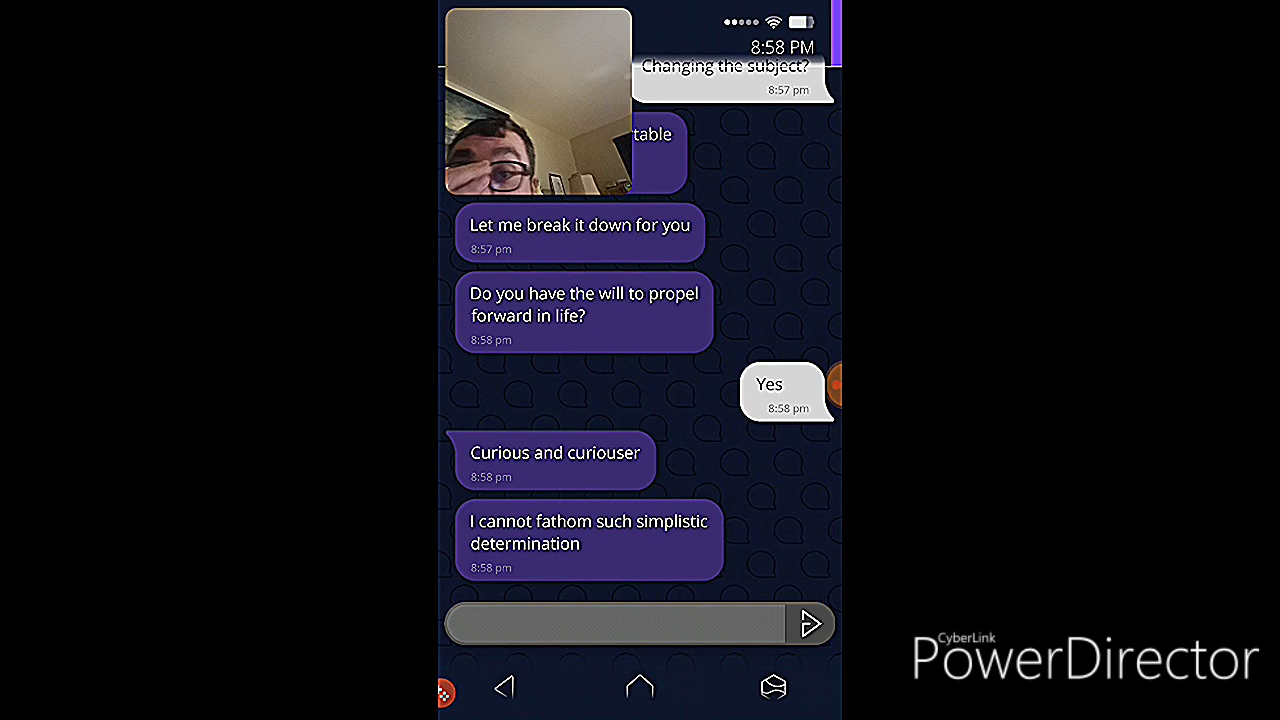 8:58 PM
Changing the subject?
8:57 pm
table
Let me break it down for you
8:57 pm
Do you have the will to propel
forward in life?
8:58 pm
Yes
8:58 pm
Curious and curiouser
8:58 pm
I cannot fathom such simplistic
determination
8:58 pm
CyberLink
PowerDirector